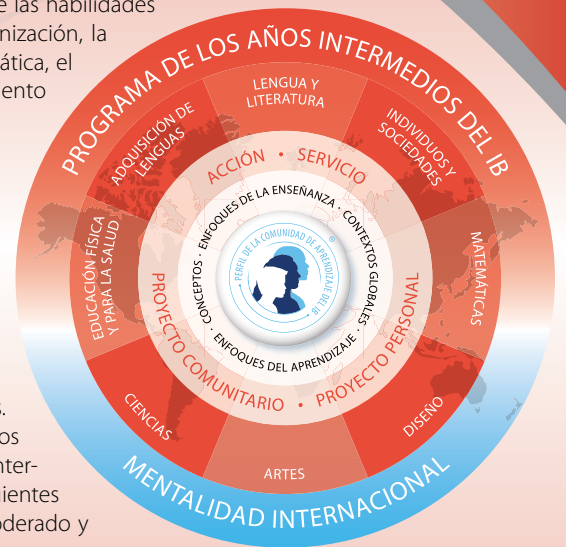 e las habilidades
nización, la
ática, el
ento
s.
os
nter-
uientes
oderado y
PROGRAMA DE LOS AÑOS INTERMEDIOS DEL IB
LENGUA Y
LITERATURA
INDIVIDUOS Y
SOCIEDADES
MATEMÁTICAS
DISEÑO
ARTES
CIENCIAS
EDUCACIÓN FÍSICA
Y PARA LA SALUD
ADQUISICIÓN DE
LENGUAS
ACCIÓN • SERVICIO
PROYECTO COMUNITARIO • PROYECTO PERSONAL
CONCEPTOS · ENFOQUES DE LA ENSEÑANZA · CONTEXTOS GLOBALES ·
ENFOQUES DEL APRENDIZAJE ·
• PERFIL DE LA COMUNIDAD DE APRENDIZAJE DEL IB •
®
MENTALIDAD INTERNACIONAL